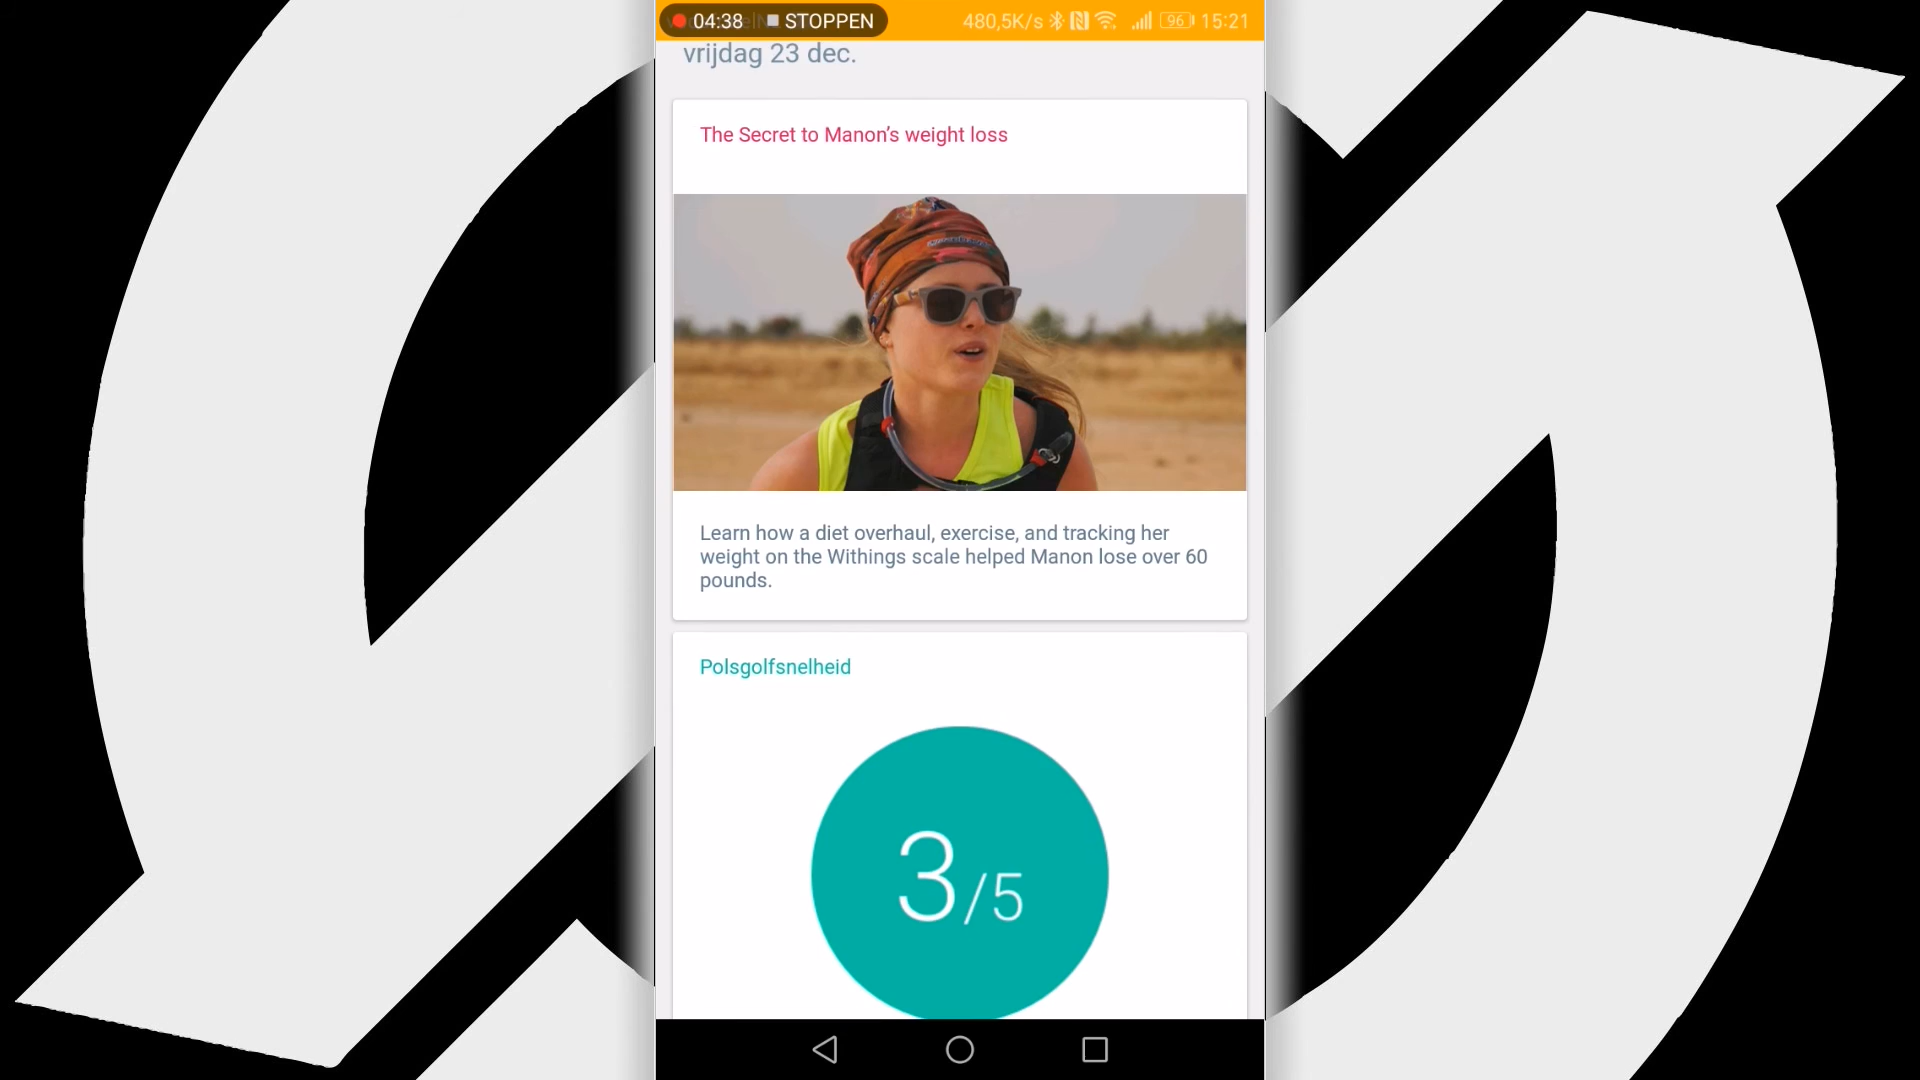 04:38 STOPPEN 480,5K/s 96 15:21
vrijdag 23 dec.
The Secret to Manon’s weight loss
Learn how a diet overhaul, exercise, and tracking her
weight on the Withings scale helped Manon lose over 60
pounds.
Polsgolfsnelheid
3/5